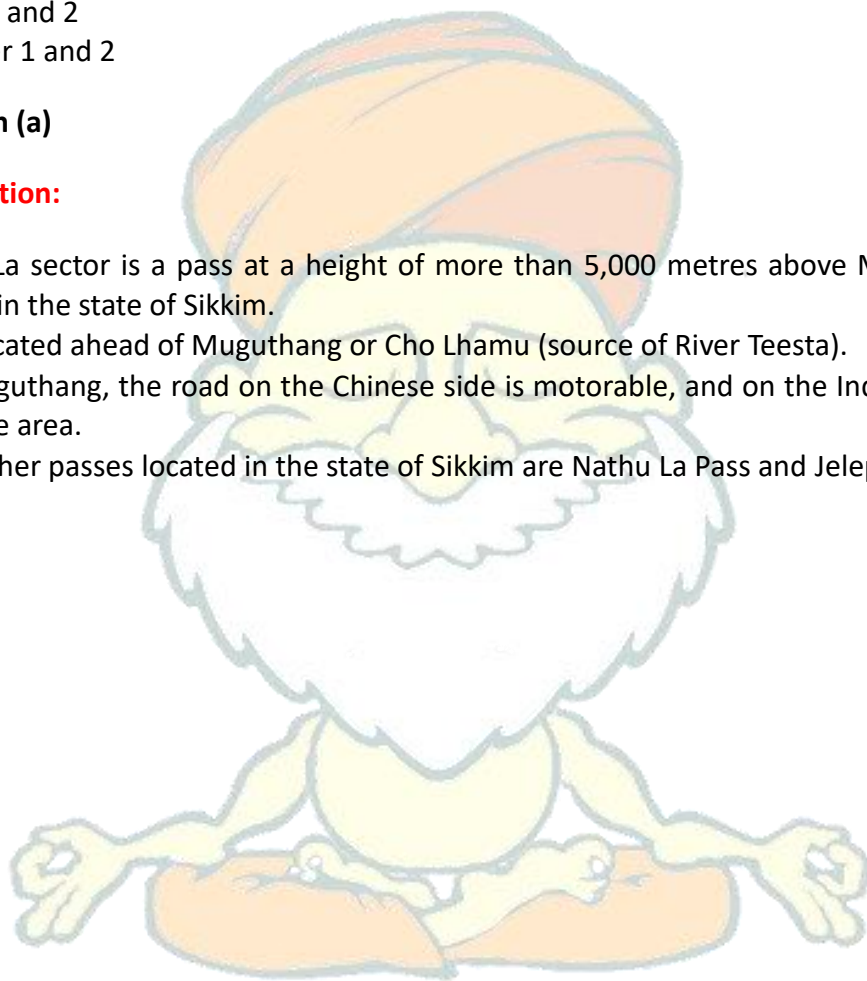 and 2
r 1 and 2
n (a)
tion:
La sector is a pass at a height of more than 5,000 metres above M
in the state of Sikkim.
cated ahead of Muguthang or Cho Lhamu (source of River Teesta).
guthang, the road on the Chinese side is motorable, and on the Ind
e area.
her passes located in the state of Sikkim are Nathu La Pass and Jelep